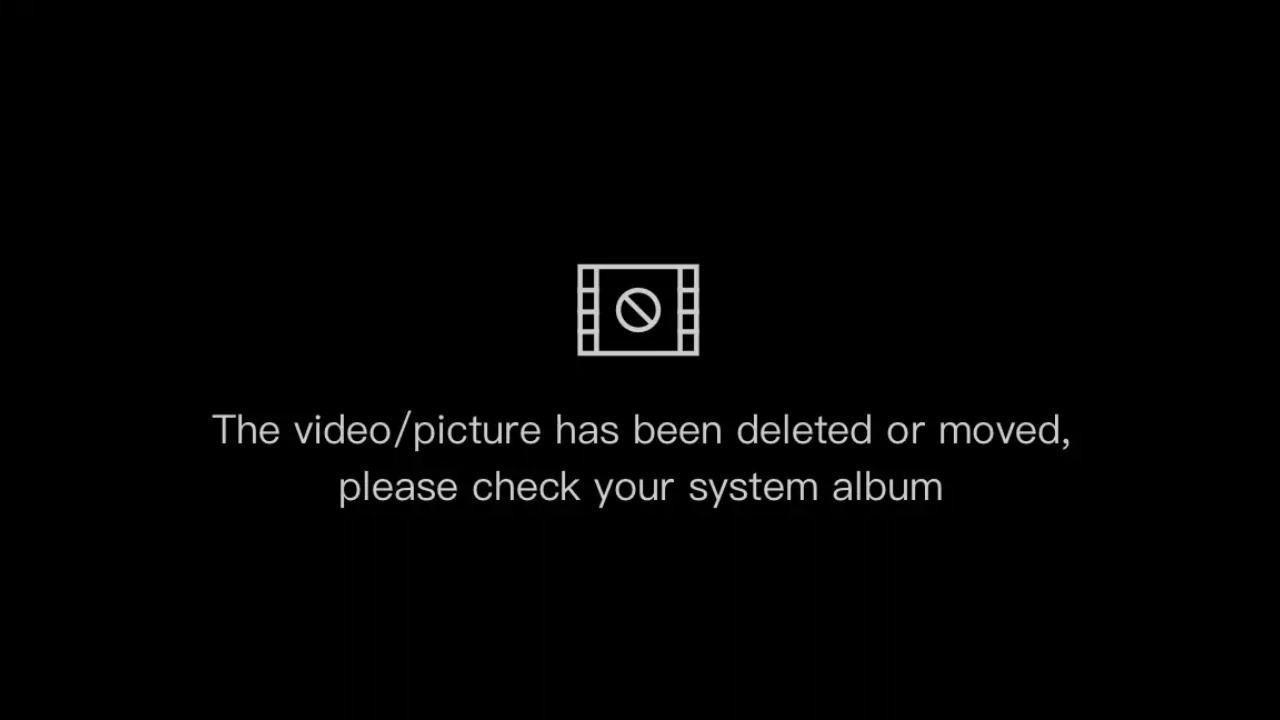 The video/picture has been deleted or moved,
please check your system album